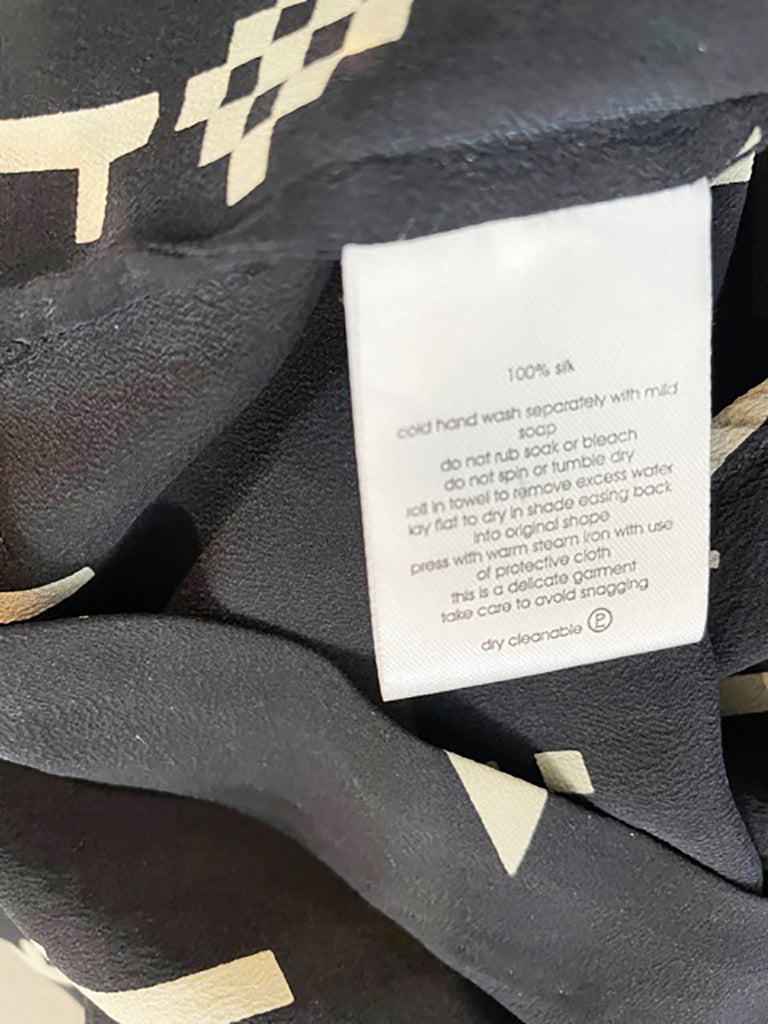 100% silk
cold hand wash separately with mild
soap
do not rub soak or bleach
do not spin or tumble dry
roll in towel to remove excess water
lay flat to dry in shade easing back
into original shape
press with warm steam iron with use
of protective cloth
this is a delicate garment
take care to avoid snagging
dry cleanable Ⓟ